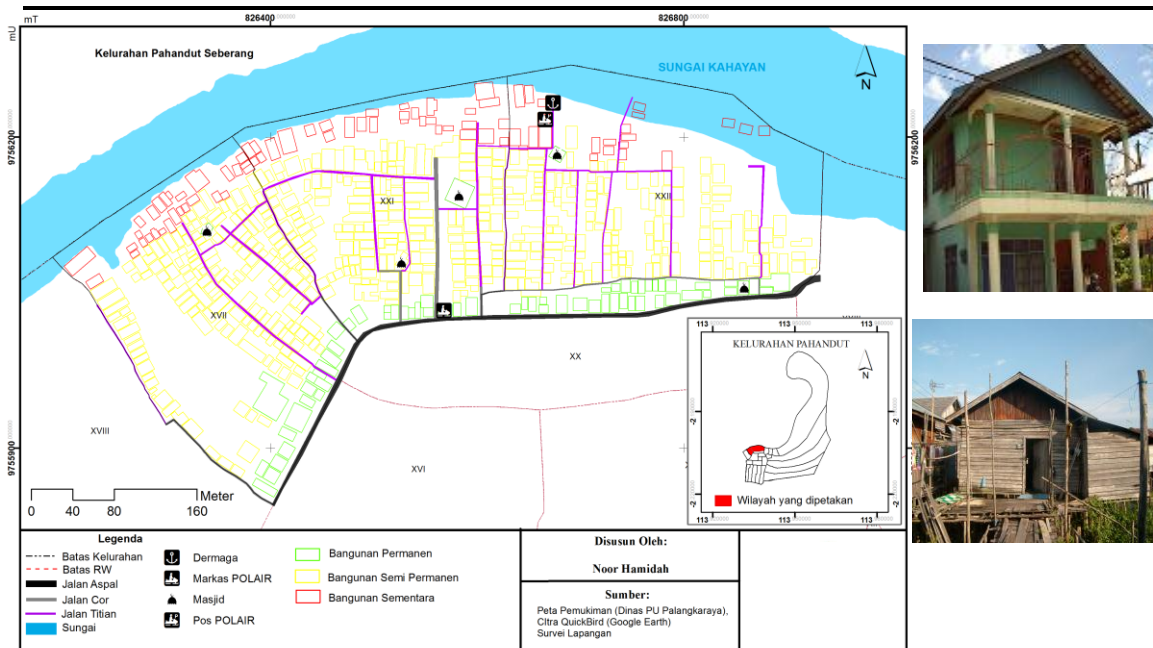 mT
826400
826800
mU
Kelurahan Pahandut Seberang
SUNGAI KAHAYAN
N
9756200
9756200
XXI
XXII
XVII
XX
XVIII
XVI
9755900
9755900
Meter
0 40 80 160
113
113
113
KELURAHAN PAHANDUT
N
-2
-2
-2
-2
Wilayah yang dipetakan
113
113
113
Legenda
Batas Kelurahan
Batas RW
Jalan Aspal
Jalan Cor
Jalan Titian
Sungai
Dermaga
Markas POLAIR
Masjid
Pos POLAIR
Bangunan Permanen
Bangunan Semi Permanen
Bangunan Sementara
Disusun Oleh:
Noor Hamidah
Sumber:
Peta Pemukiman (Dinas PU Palangkaraya),
CItra QuickBird (Google Earth)
Survei Lapangan